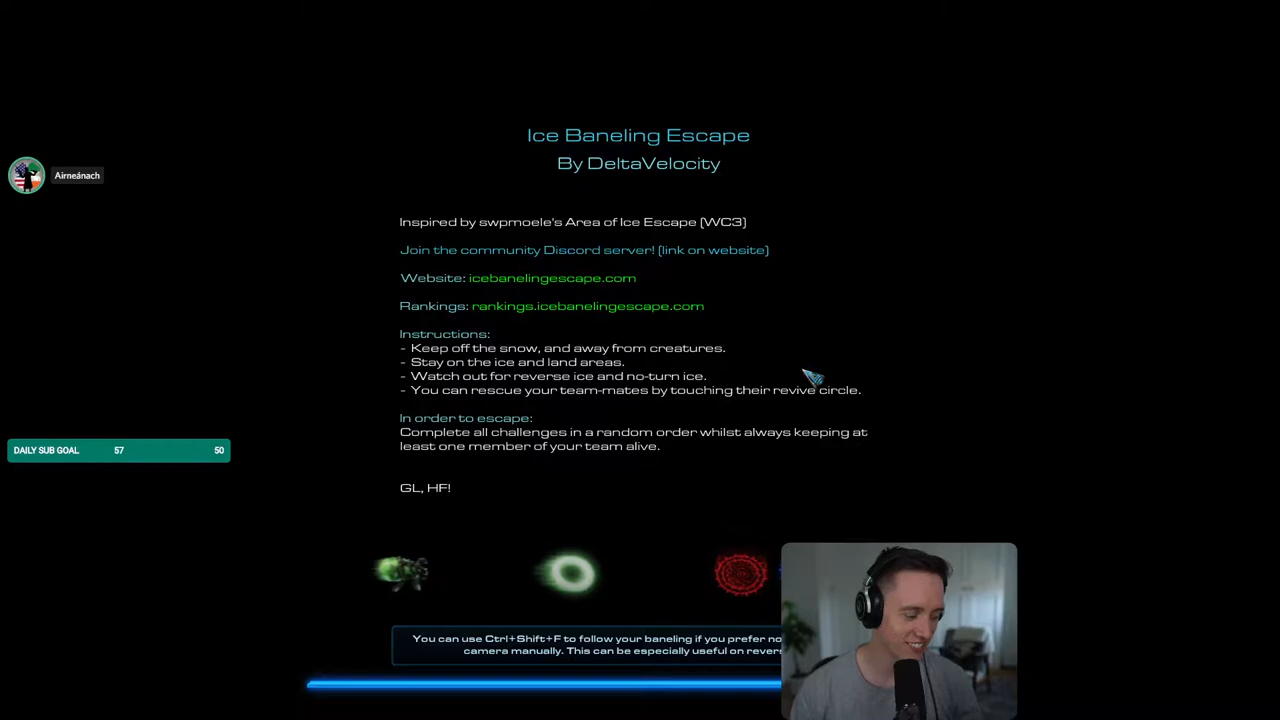 Ice Baneling Escape
By DeltaVelocity
Airneánach
Inspired by swpmoele's Area of Ice Escape (WC3)
Join the community Discord server! (link on website)
Website: icebanelingescape.com
Rankings: rankings.icebanelingescape.com
Instructions:
- Keep off the snow, and away from creatures.
- Stay on the ice and land areas.
- Watch out for reverse ice and no-turn ice.
- You can rescue your team-mates by touching their revive circle.
In order to escape:
Complete all challenges in a random order whilst always keeping at
least one member of your team alive.
DAILY SUB GOAL 57 50
GL, HF!
You can use Ctrl+Shift+F to follow your baneling if you prefer
camera manually. This can be especially useful on